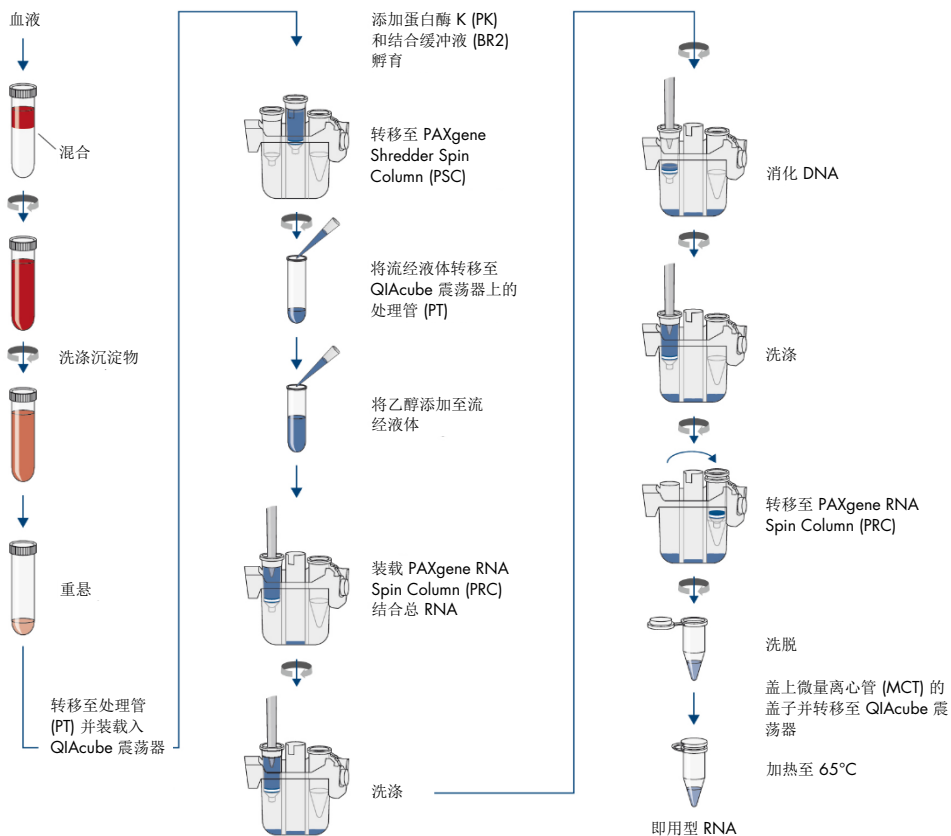 血液
混合
洗涤沉淀物
重悬
转移至处理管
(PT) 并装载入
QIAcube 震荡器
添加蛋白酶 K (PK)
和结合缓冲液 (BR2)
孵育
转移至 PAXgene
Shredder Spin
Column (PSC)
将流经液体转移至
QIAcube 震荡器上的
处理管 (PT)
将乙醇添加至流
经液体
装载 PAXgene RNA
Spin Column (PRC)
结合总 RNA
洗涤
消化 DNA
洗涤
转移至 PAXgene RNA
Spin Column (PRC)
洗脱
盖上微量离心管 (MCT) 的
盖子并转移至 QIAcube 震
荡器
加热至 65°C
即用型 RNA